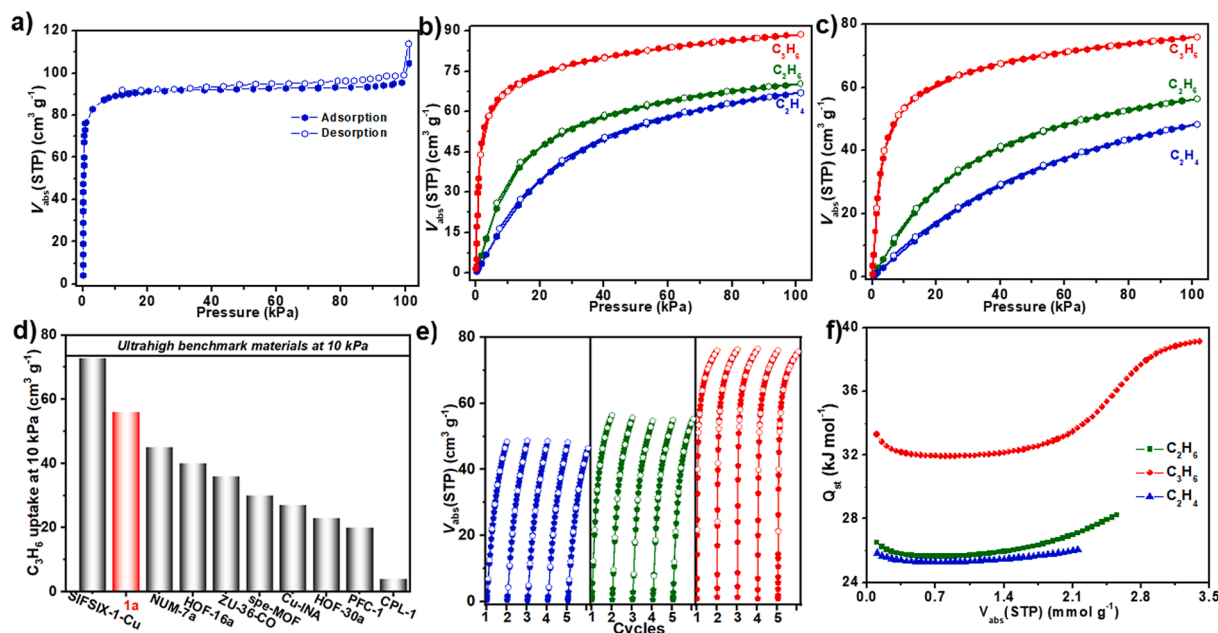 a)
V_abs(STP) (cm³ g⁻¹)
140
120
100
80
60
40
20
0
Adsorption
Desorption
0 20 40 60 80 100
Pressure (kPa)
b)
V_abs(STP) (cm³ g⁻¹)
90
75
60
45
30
15
0
C₃H₆
C₂H₆
C₂H₄
0 20 40 60 80 100
Pressure (kPa)
c)
V_abs(STP) (cm³ g⁻¹)
80
60
40
20
0
C₃H₆
C₂H₆
C₂H₄
0 20 40 60 80 100
Pressure (kPa)
d)
C₃H₆ uptake at 10 kPa (cm³ g⁻¹)
80
60
40
20
0
Ultrahigh benchmark materials at 10 kPa
SIFSIX-1-Cu
1a
NUM-7a
HOF-16a
ZU-36-CO
spe-MOF
Cu-INA
HOF-30a
PFC-1
CPL-1
e)
V_abs(STP) (cm³ g⁻¹)
80
60
40
20
0
1 2 3 4 5 1 2 3 4 5 1 2 3 4 5
Cycles
f)
Q_st (kJ mol⁻¹)
40
36
32
28
24
C₂H₆
C₃H₆
C₂H₄
0.0 0.7 1.4 2.1 2.8 3.5
V_abs(STP) (mmol g⁻¹)